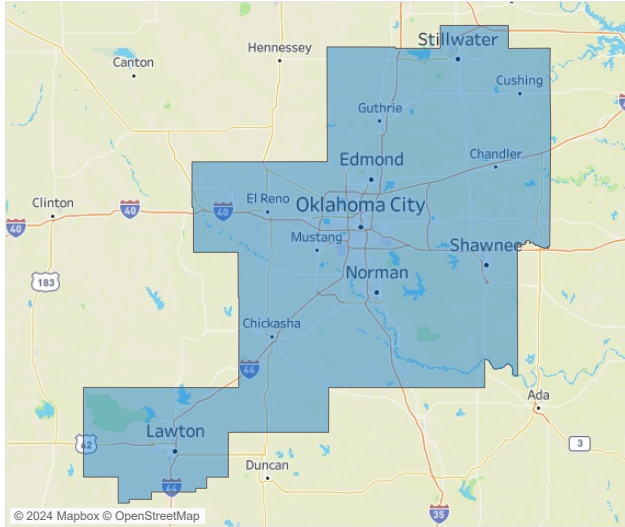 Stillwater
Hennessey
Canton
Cushing
Guthrie
Edmond
Chandler
El Reno
Clinton
40
40
40
Oklahoma City
Mustang
Shawnee
183
Norman
Chickasha
44
Ada
Lawton
62
3
Duncan
44
35
© 2024 Mapbox © OpenStreetMap